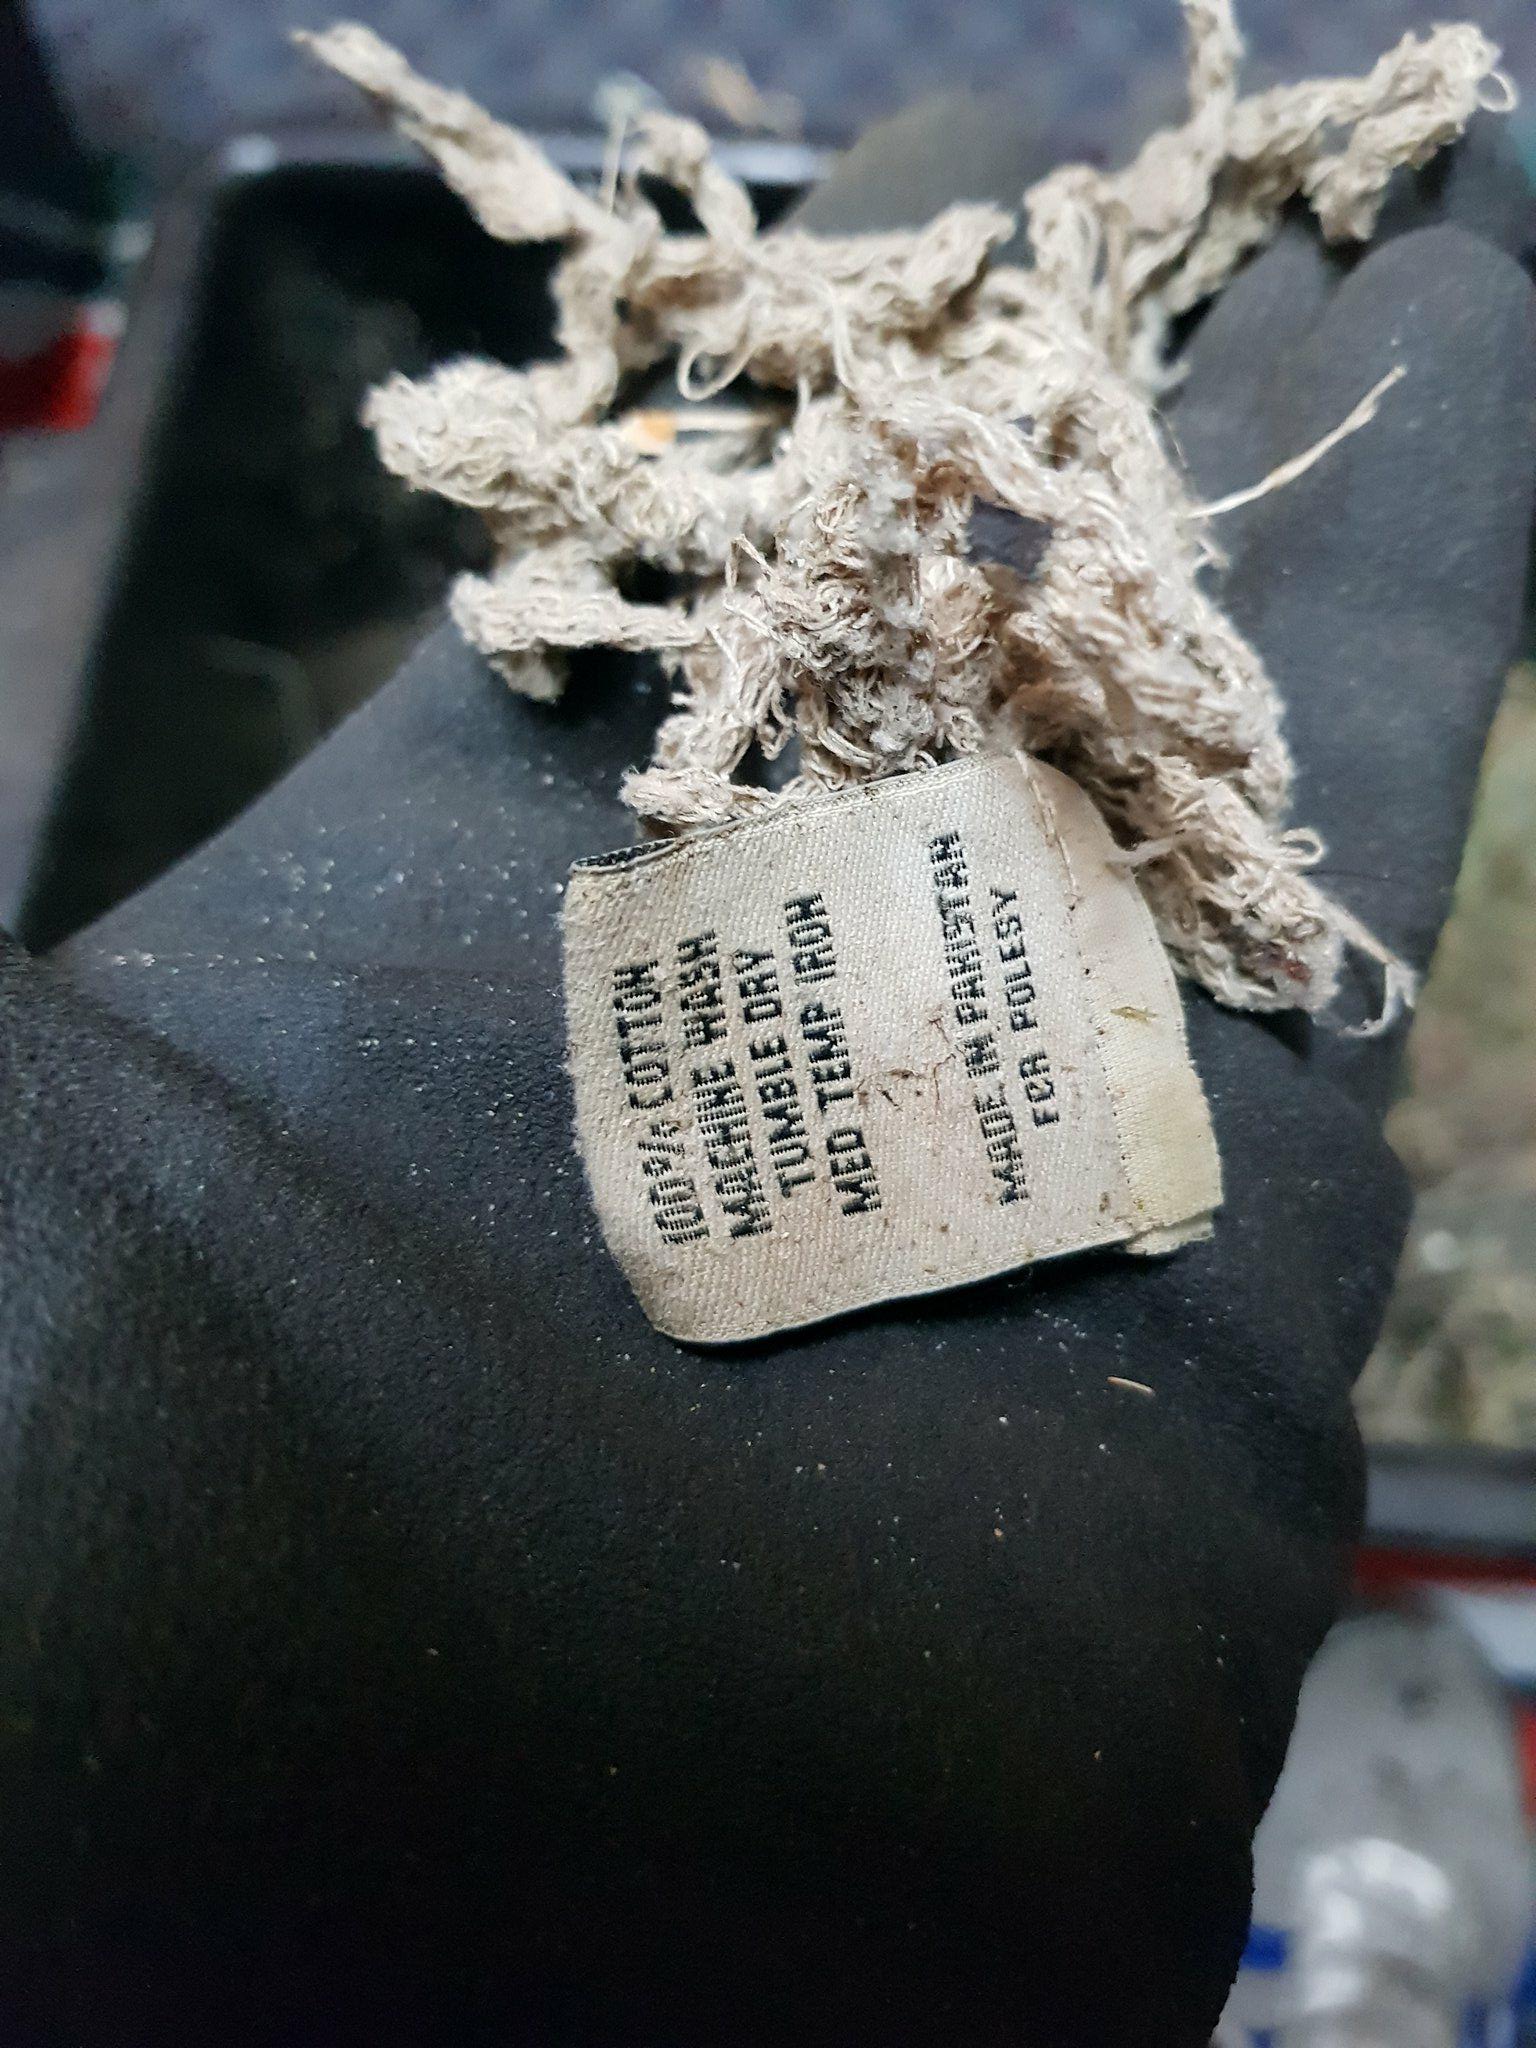 100% COTTON
MACHINE WASH
TUMBLE DRY
MED TEMP IRON
MADE IN PAKISTAN
FOR POLESY